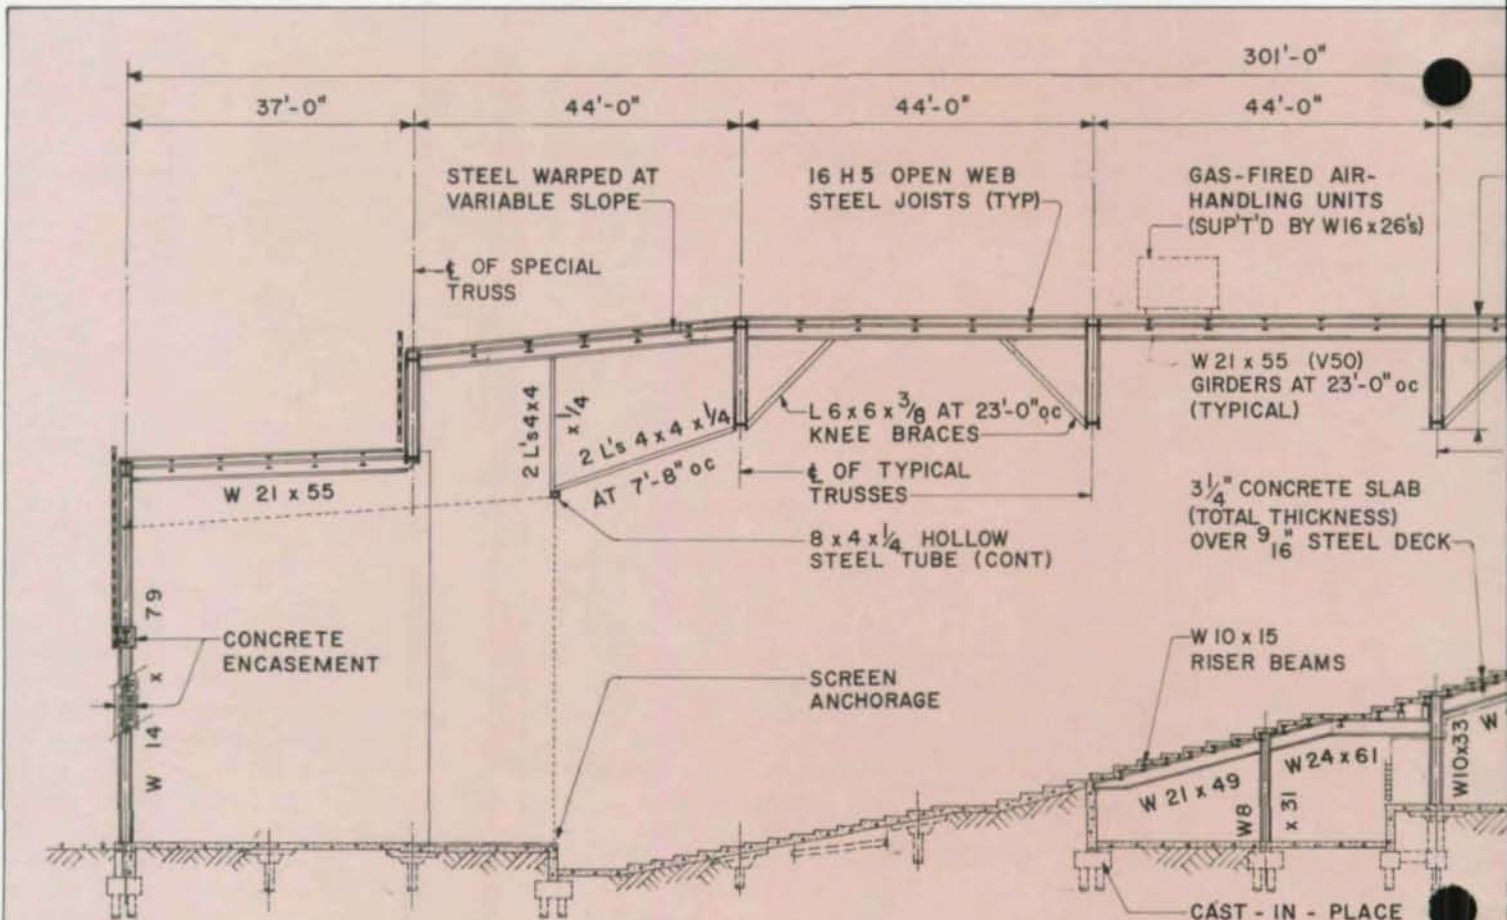 301'-0"
37'-0"
44'-0"
44'-0"
44'-0"
STEEL WARPED AT
VARIABLE SLOPE
16 H 5 OPEN WEB
STEEL JOISTS (TYP)
GAS-FIRED AIR-
HANDLING UNITS
(SUP'T'D BY W16x26's)
℄ OF SPECIAL
TRUSS
W 21 x 55 (V50)
GIRDERS AT 23'-0" oc
(TYPICAL)
2 L's 4x4
x 1/4
L 6 x 6 x 3/8 AT 23'-0" oc
KNEE BRACES
2 L's 4 x 4 x 1/4
AT 7'-8" oc
℄ OF TYPICAL
TRUSSES
W 21 x 55
3 1/4" CONCRETE SLAB
(TOTAL THICKNESS)
OVER 9/16" STEEL DECK
8 x 4 x 1/4 HOLLOW
STEEL TUBE (CONT)
W 14 x 79
CONCRETE
ENCASEMENT
W 10 x 15
RISER BEAMS
SCREEN
ANCHORAGE
W 21 x 49
W8
x 31
W 24 x 61
W10x33
W
CAST - IN - PLACE